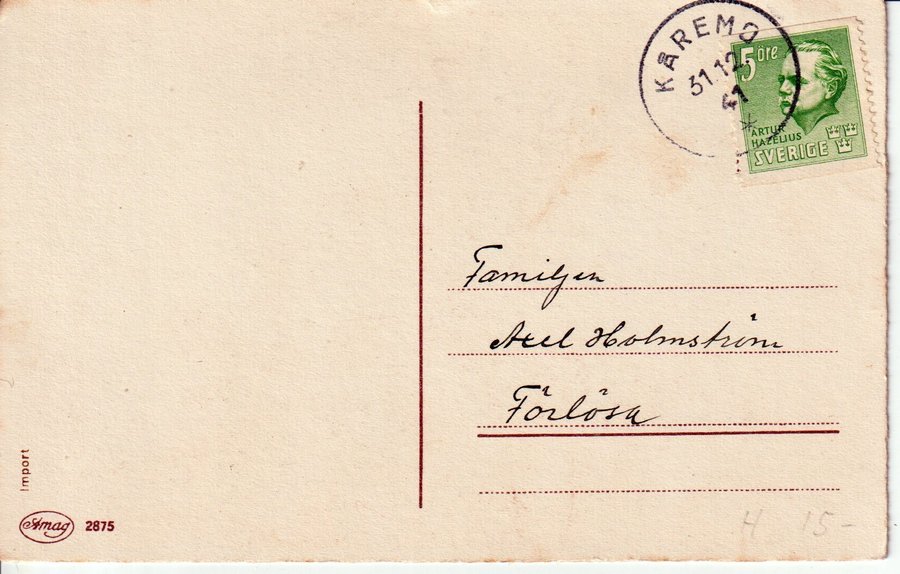 KÅREMO
31.12.
41
5 öre
ARTUR
HAZELIUS
SVERIGE
Familjen
Axel Holmström
Förlösa
Import
Amag 2875
H 15-